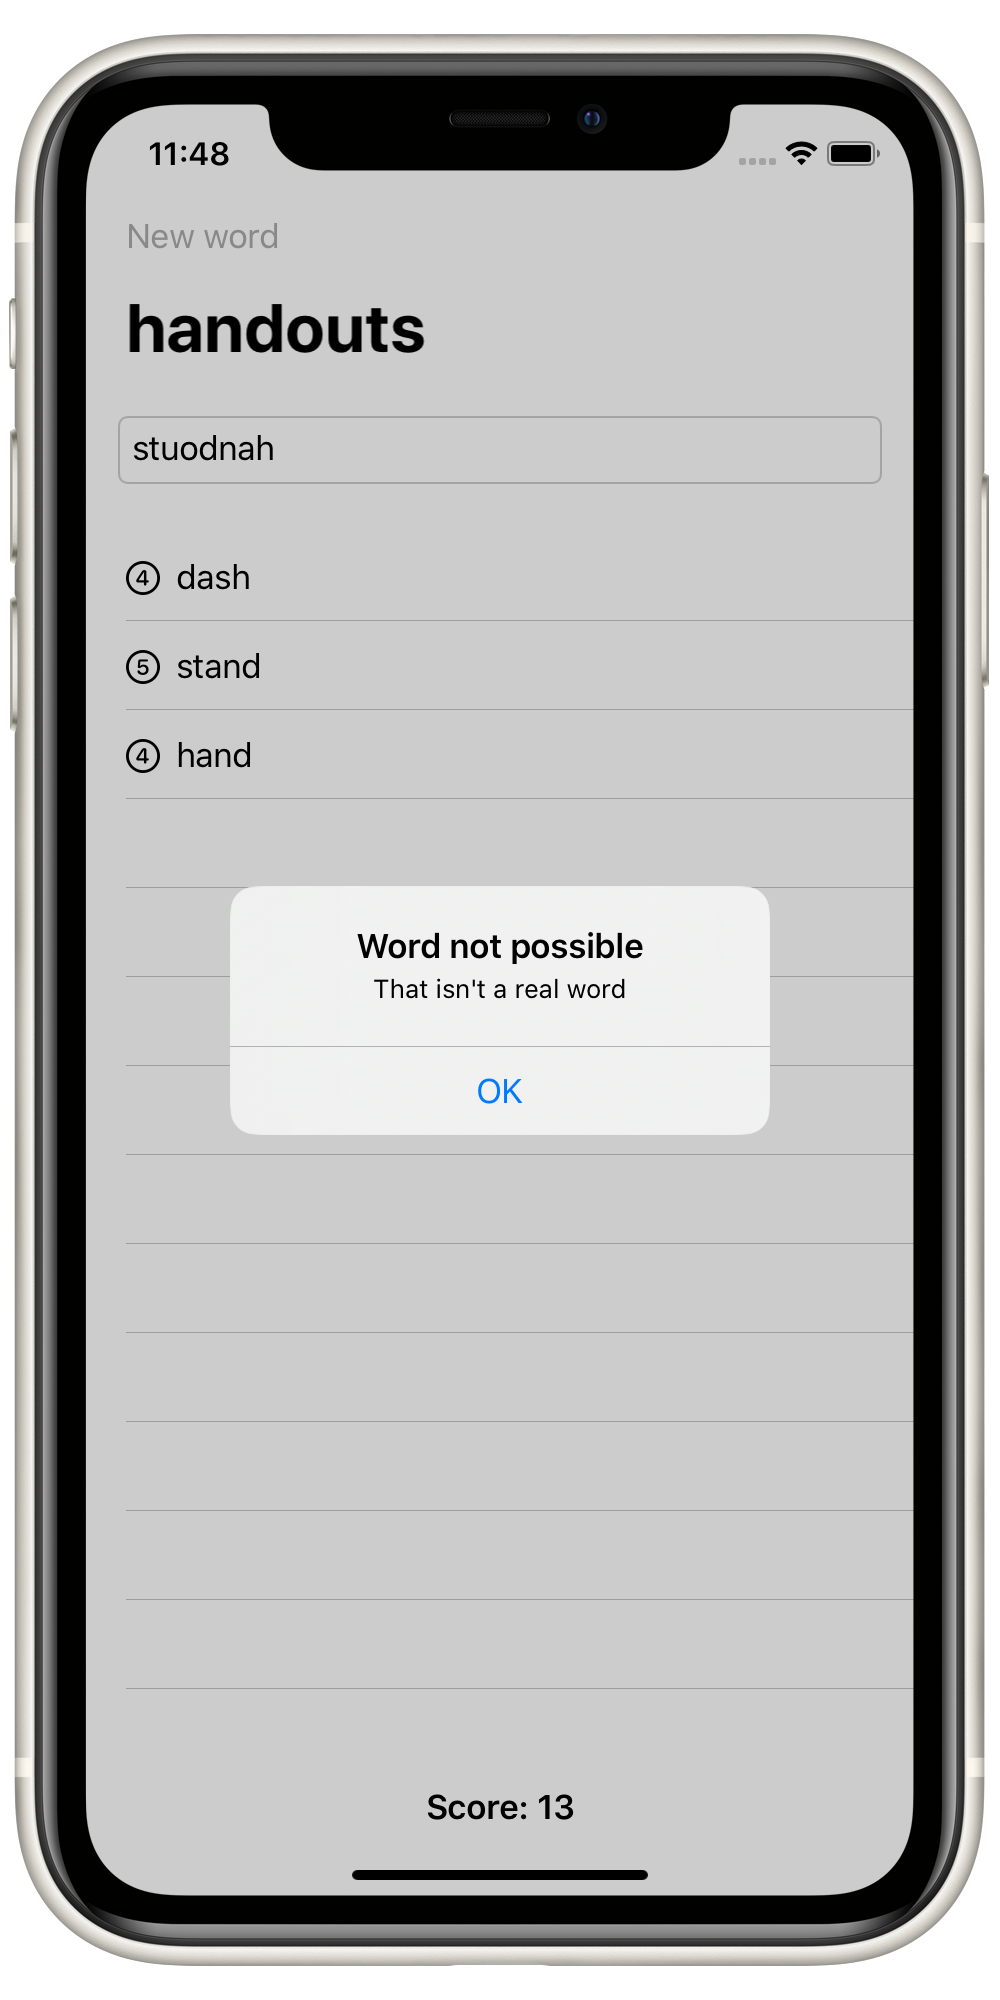 11:48
New word
handouts
stuodnah
4 dash
5 stand
4 hand
Word not possible
That isn't a real word
OK
Score: 13